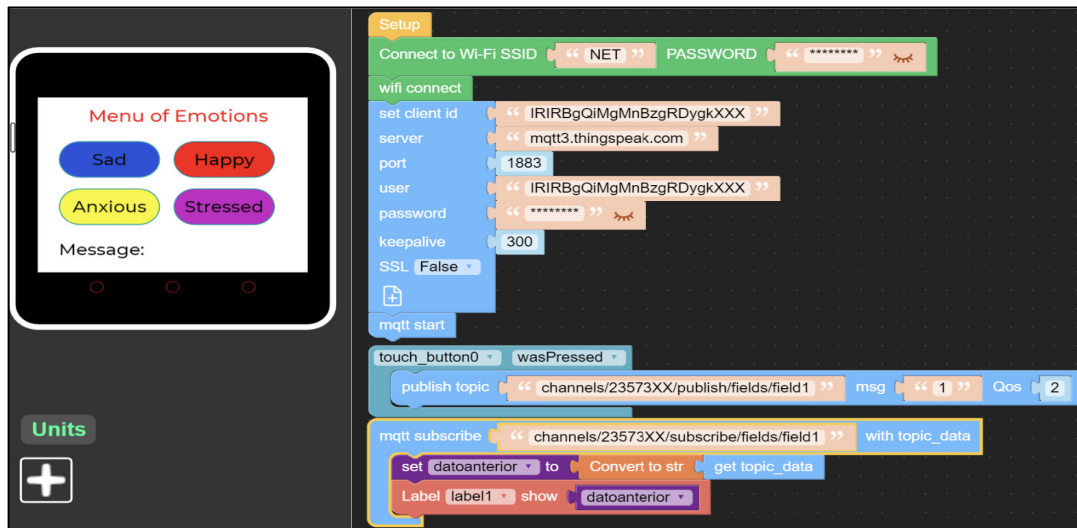 Menu of Emotions
Sad Happy
Anxious Stressed
Message:
Units
Setup
Connect to Wi-Fi SSID “ NET ” PASSWORD “ ******** ”
wifi connect
set client id “ IRIRBgQiMgMnBzgRDygkXXX ”
server “ mqtt3.thingspeak.com ”
port 1883
user “ IRIRBgQiMgMnBzgRDygkXXX ”
password “ ******** ”
keepalive 300
SSL False
mqtt start
touch_button0 wasPressed
publish topic “ channels/23573XX/publish/fields/field1 ” msg “ 1 ” Qos 2
mqtt subscribe “ channels/23573XX/subscribe/fields/field1 ” with topic_data
set datoanterior to Convert to str get topic_data
Label label1 show datoanterior